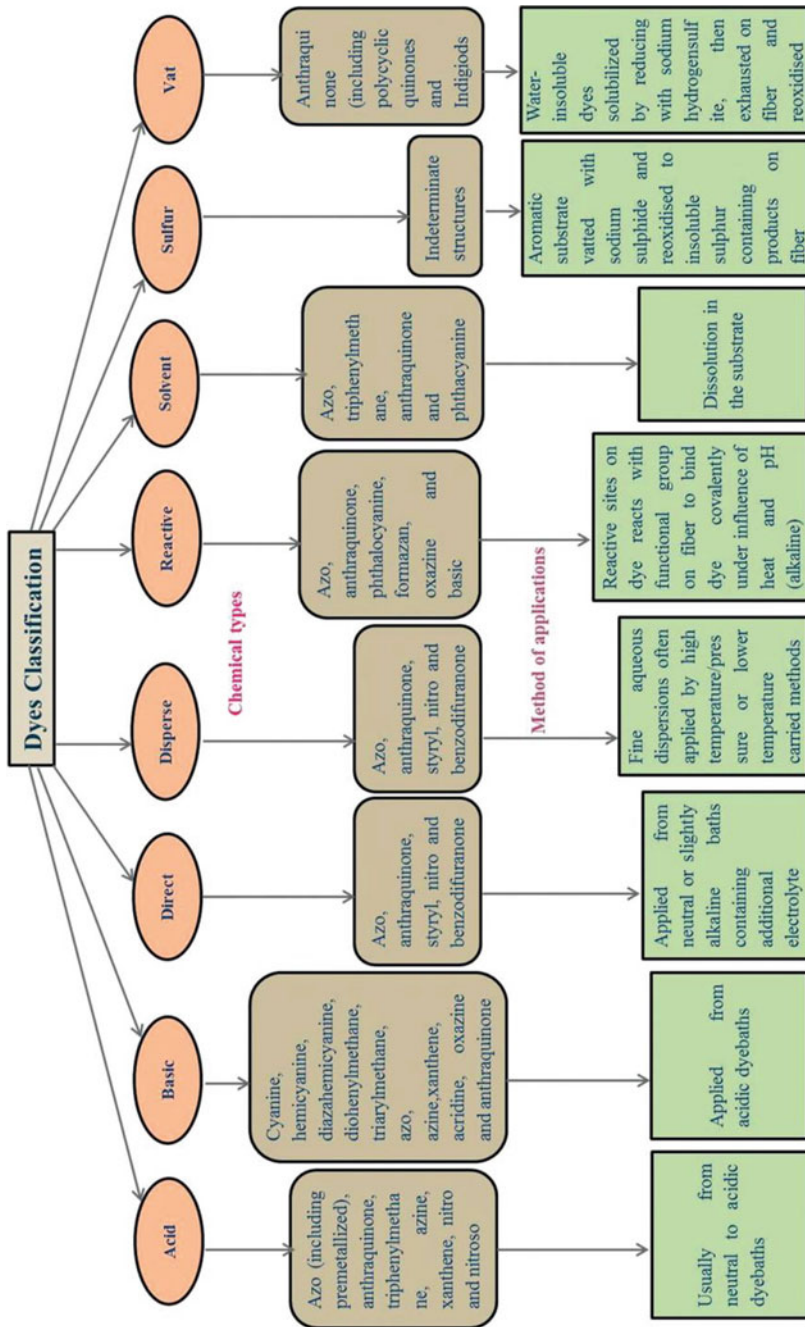 Dyes Classification
Acid
Basic
Direct
Disperse
Reactive
Solvent
Sulfur
Vat
Chemical types
Azo (including
premetallized),
anthraquinone,
triphenylmetha
ne, azine,
xanthene, nitro
and nitroso
Cyanine,
hemicyanine,
diazahemicyanine,
diohenylmethane,
triarylmethane,
azo,
azine,xanthene,
acridine, oxazine
and anthraquinone
Azo,
anthraquinone,
styryl, nitro and
benzodifuranone
Azo,
anthraquinone,
styryl, nitro and
benzodifuranone
Azo,
anthraquinone,
phthalocyanine,
formazan,
oxazine and
basic
Azo,
triphenylmeth
ane,
anthraquinone
and
phthacyanine
Indeterminate
structures
Anthraqui
none
(including
polycyclic
quinones
and
Indigiods
Method of applications
Usually from
neutral to acidic
dyebaths
Applied from
acidic dyebaths
Applied from
neutral or slightly
alkaline baths
containing
additional
electrolyte
Fine aqueous
dispersions often
applied by high
temperature/pres
sure or lower
temperature
carried methods
Reactive sites on
dye reacts with
functional group
on fiber to bind
dye covalently
under influence of
heat and pH
(alkaline)
Dissolution in
the substrate
Aromatic
substrate
vatted with
sodium
sulphide and
reoxidised to
insoluble
sulphur
containing
products on
fiber
Water-
insoluble
dyes
solubilized
by reducing
with sodium
hydrogensulf
ite, then
exhausted on
fiber and
reoxidised